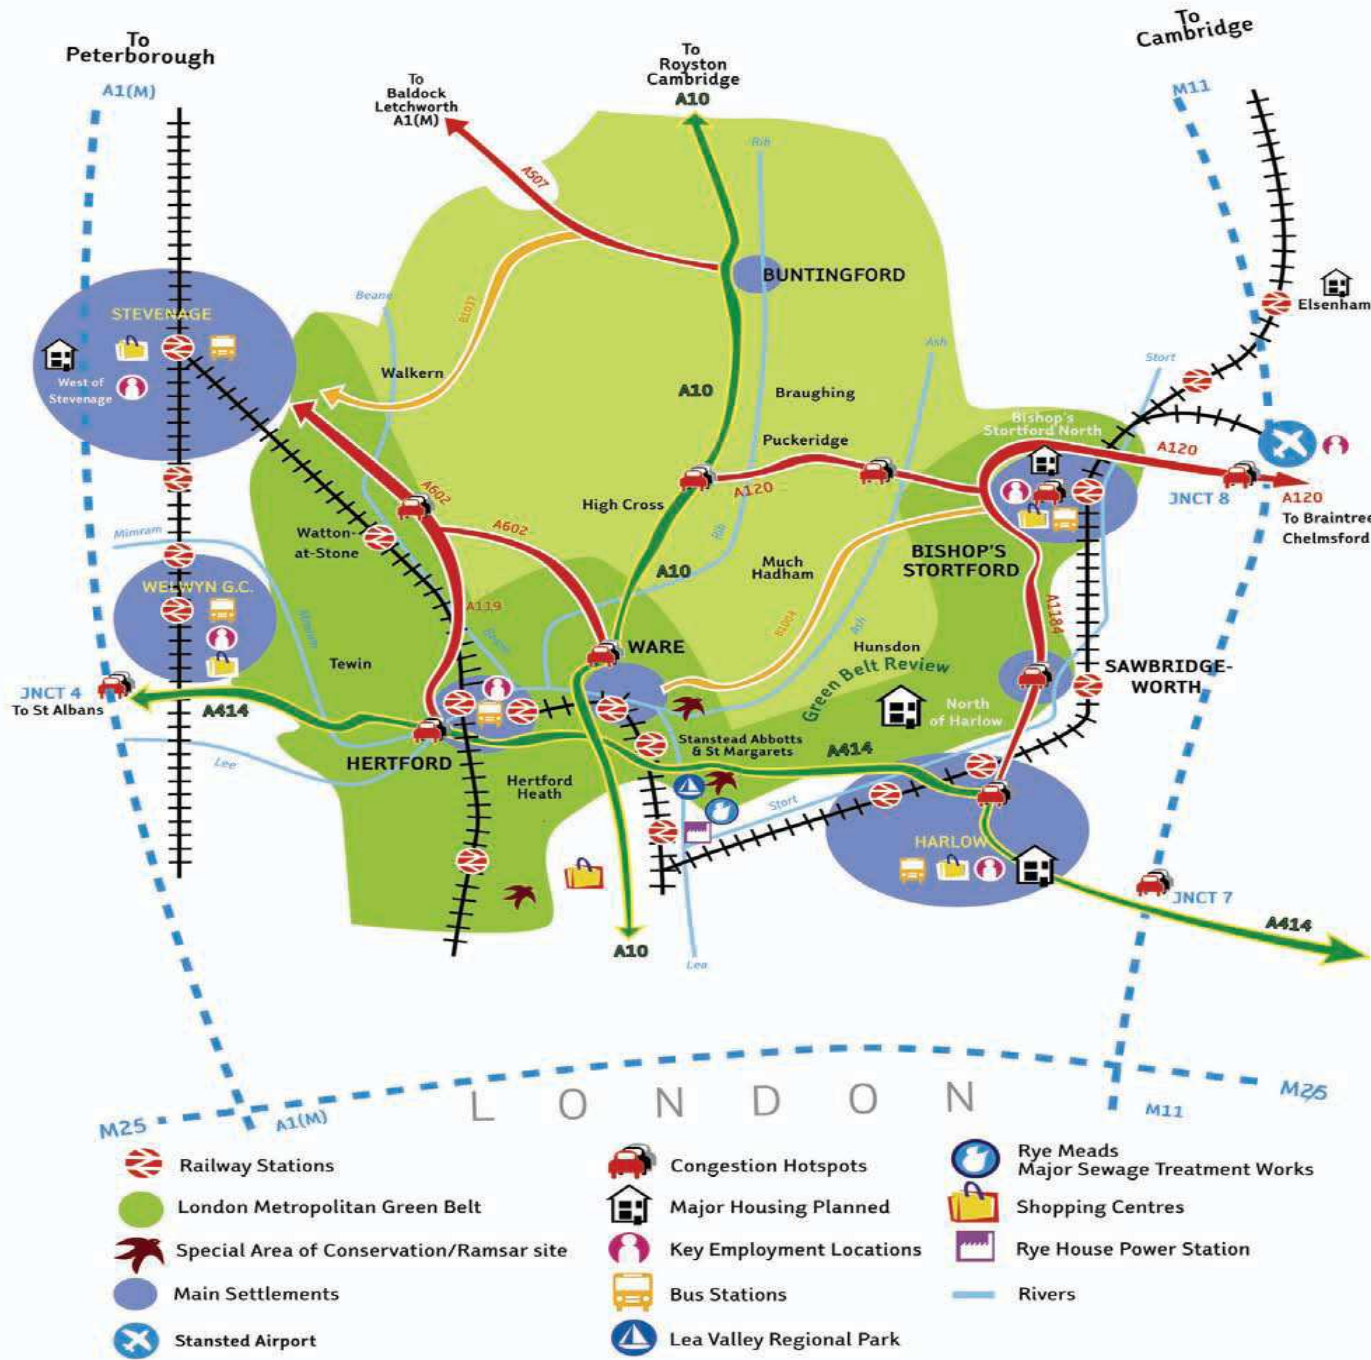 To
Peterborough
A1(M)
To
Baldock
Letchworth
A1(M)
To
Royston
Cambridge
A10
To
Cambridge
M11
A507
Rib
BUNTINGFORD
Beane
B1037
STEVENAGE
West of
Stevenage
Walkern
A10
Ash
Braughing
Puckeridge
Stort
Elsenham
Bishop's
Stortford North
A120
JNCT 8
A120
To Braintree
Chelmsford
A602
A120
High Cross
Rib
A602
Watton-
at-Stone
Mimram
A10
Much
Hadham
BISHOP'S
STORTFORD
WELWYN G.C.
Mimram
A119
Beane
B1004
Ash
A1184
Tewin
WARE
Hunsdon
Green Belt Review
SAWBRIDGE-
WORTH
JNCT 4
To St Albans
A414
North
of Harlow
Stanstead Abbotts
& St Margarets
A414
Lee
HERTFORD
Hertford
Heath
Stort
HARLOW
JNCT 7
A414
A10
Lea
LONDON
M25
A1(M)
M11
M25
Railway Stations
London Metropolitan Green Belt
Special Area of Conservation/Ramsar site
Main Settlements
Stansted Airport
Congestion Hotspots
Major Housing Planned
Key Employment Locations
Bus Stations
Lea Valley Regional Park
Rye Meads
Major Sewage Treatment Works
Shopping Centres
Rye House Power Station
Rivers